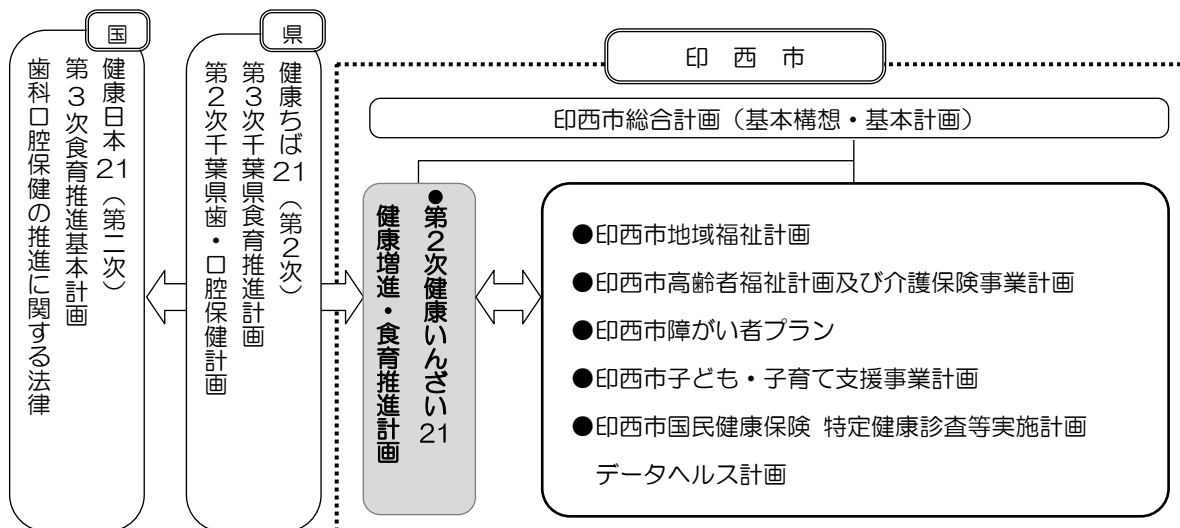 国
健康日本21（第二次）
第３次食育推進基本計画
歯科口腔保健の推進に関する法律
県
健康ちば21（第２次）
第３次千葉県食育推進計画
第２次千葉県歯・口腔保健計画
印西市
印西市総合計画（基本構想・基本計画）
●第２次健康いんざい21
健康増進・食育推進計画
●印西市地域福祉計画
●印西市高齢者福祉計画及び介護保険事業計画
●印西市障がい者プラン
●印西市子ども・子育て支援事業計画
●印西市国民健康保険 特定健康診査等実施計画
データヘルス計画